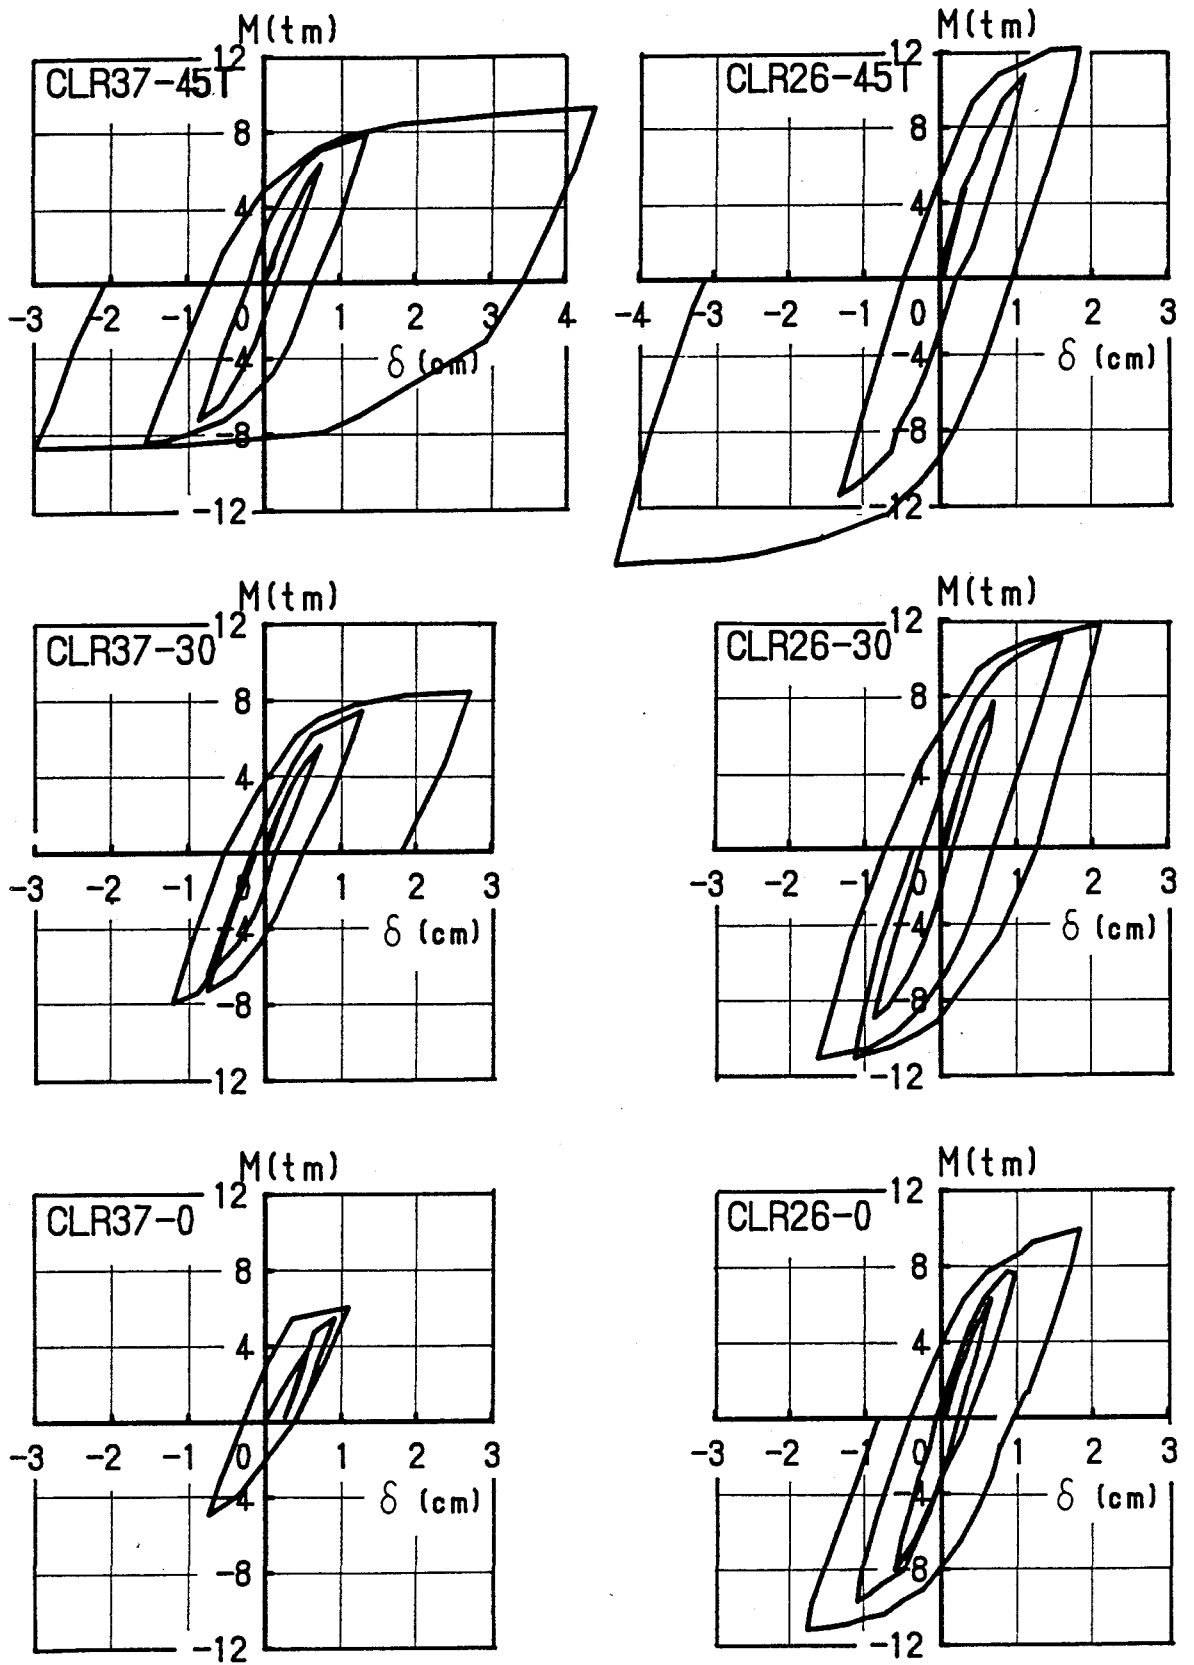 M(tm)
12
CLR37-45T
8
4
-3 -2 -1 0 1 2 3 4
-4
δ (cm)
-8
-12
M(tm)
12
CLR26-45T
8
4
-4 -3 -2 -1 0 1 2 3
-4
δ (cm)
-8
-12
M(tm)
12
CLR37-30
8
4
-3 -2 -1 0 1 2 3
-4
δ (cm)
-8
-12
M(tm)
12
CLR26-30
8
4
-3 -2 -1 0 1 2 3
-4
δ (cm)
-8
-12
M(tm)
12
CLR37-0
8
4
-3 -2 -1 0 1 2 3
-4
δ (cm)
-8
-12
M(tm)
12
CLR26-0
8
4
-3 -2 -1 0 1 2 3
-4
δ (cm)
-8
-12